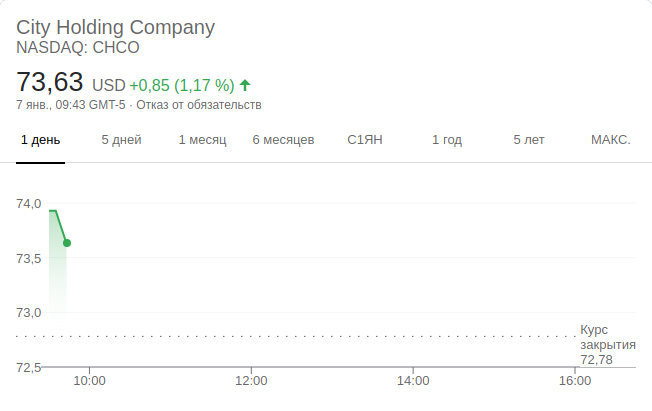 City Holding Company
NASDAQ: CHCO
73,63 USD +0,85 (1,17 %)
7 янв., 09:43 GMT-5 · Отказ от обязательств
1 день 5 дней 1 месяц 6 месяцев С1ЯН 1 год 5 лет МАКС.
74,0
73,5
73,0
Курс
закрытия
72,78
72,5
10:00 12:00 14:00 16:00